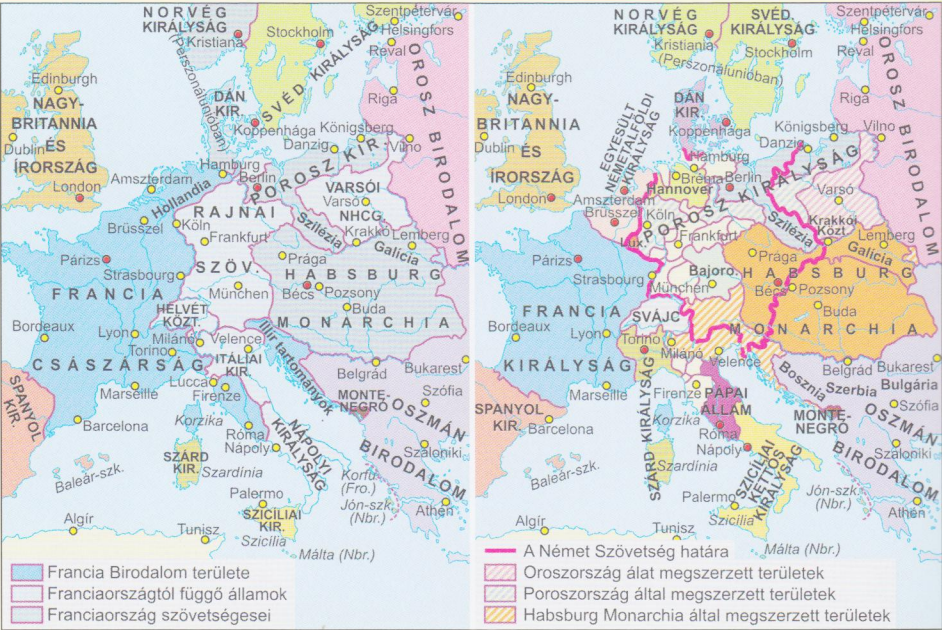 NORVÉG
KIRÁLYSÁG
Kristiana
(Perszonálunióban)
Stockholm
SVÉD KIRÁLYSÁG
Szentpétervár
Helsingfors
Reval
OROSZ BIRODALOM
Riga
Edinburgh
NAGY-
BRITANNIA
ÉS
ÍRORSZÁG
Dublin
London
DÁN
KIR.
Koppenhága
Königsberg
Danzig
Vilno
Hamburg
Berlin
POROSZ KIR.
Amszterdam
Hollandia
VARSÓI
Varsó
NHCG.
Brüsszel
Köln
RAJNAI
Frankfurt
SZÖV.
Szilézia
Krakkó
Galícia
Lemberg
Párizs
Strasbourg
Prága
HABSBURG
Bécs
Pozsony
München
Buda
MONARCHIA
FRANCIA
HELVÉT
KÖZT.
Bordeaux
Lyon
Milánó
Velence
Illír tartományok
CSÁSZÁRSÁG
Torino
ITÁLIAI
KIR.
Belgrád
Bukarest
Lucca
Firenze
Marseille
MONTE-
NEGRÓ
Szófia
SPANYOL
KIR.
Barcelona
Korzika
Róma
Nápoly
NÁPOLYI
KIRÁLYSÁG
OSZMÁN
BIRODALOM
Szaloniki
SZÁRD
KIR.
Szardínia
Baleár-szk.
Korfu
(Fro.)
Jón-szk.
(Nbr.)
Palermo
SZICÍLIAI
KIR.
Szicília
Athén
Algír
Tunisz
Málta (Nbr.)
Francia Birodalom területe
Franciaországtól függő államok
Franciaország szövetségesei
NORVÉG
KIRÁLYSÁG
Kristiania
(Perszonálunióban)
SVÉD.
KIRÁLYSÁG
Stockholm
Szentpétervár
Helsingfors
Reval
OROSZ BIRODALOM
Riga
Edinburgh
NAGY-
BRITANNIA
ÉS
ÍRORSZÁG
Dublin
London
EGYESÜLT
NÉMETALFÖLDI
KIRÁLYSÁG
DÁN
KIR.
Koppenhága
Königsberg
Danzig
Vilno
Hamburg
Bréma
Berlin
Hannover
POROSZ KIRÁLYSÁG
Varsó
Amszterdam
Brüsszel
Köln
Lux.
Frankfurt
Szilézia
Krakkói
Közt.
Galícia
Lemberg
Párizs
Strasbourg
Bajoro.
München
Prága
HABSBURG
Bécs
Pozsony
Buda
MONARCHIA
FRANCIA
SVÁJC
Bordeaux
Lyon
Torino
Milánó
Velence
KIRÁLYSÁG
Bosznia
Belgrád
Szerbia
Bukarest
Bulgária
Firenze
PÁPAI
ÁLLAM
Marseille
MONTE-
NEGRÓ
Szófia
SPANYOL
KIR.
Barcelona
Korzika
Róma
Nápoly
OSZMÁN
BIRODALOM
Szaloniki
SZÁRD KIRÁLYSÁG
Szardínia
Baleár-szk.
SZICÍLIAI
KETTŐS
KIRÁLYSÁG
Jón-szk.
(Nbr.)
Palermo
Szicília
Athén
Algír
Tunisz
Málta (Nbr.)
A Német Szövetség határa
Oroszország álat megszerzett területek
Poroszország által megszerzett területek
Habsburg Monarchia által megszerzett területek